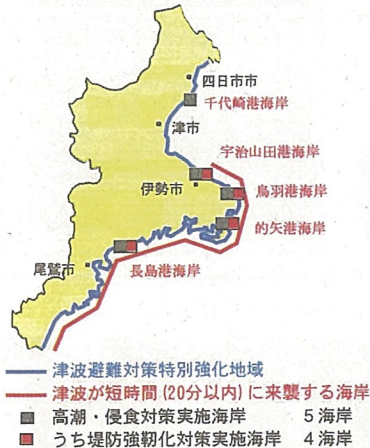 四日市市
千代崎港海岸
津市
宇治山田港海岸
伊勢市
鳥羽港海岸
的矢港海岸
長島港海岸
尾鷲市
津波避難対策特別強化地域
津波が短時間(20分以内)に来襲する海岸
高潮・侵食対策実施海岸 5海岸
うち堤防強靭化対策実施海岸 4海岸